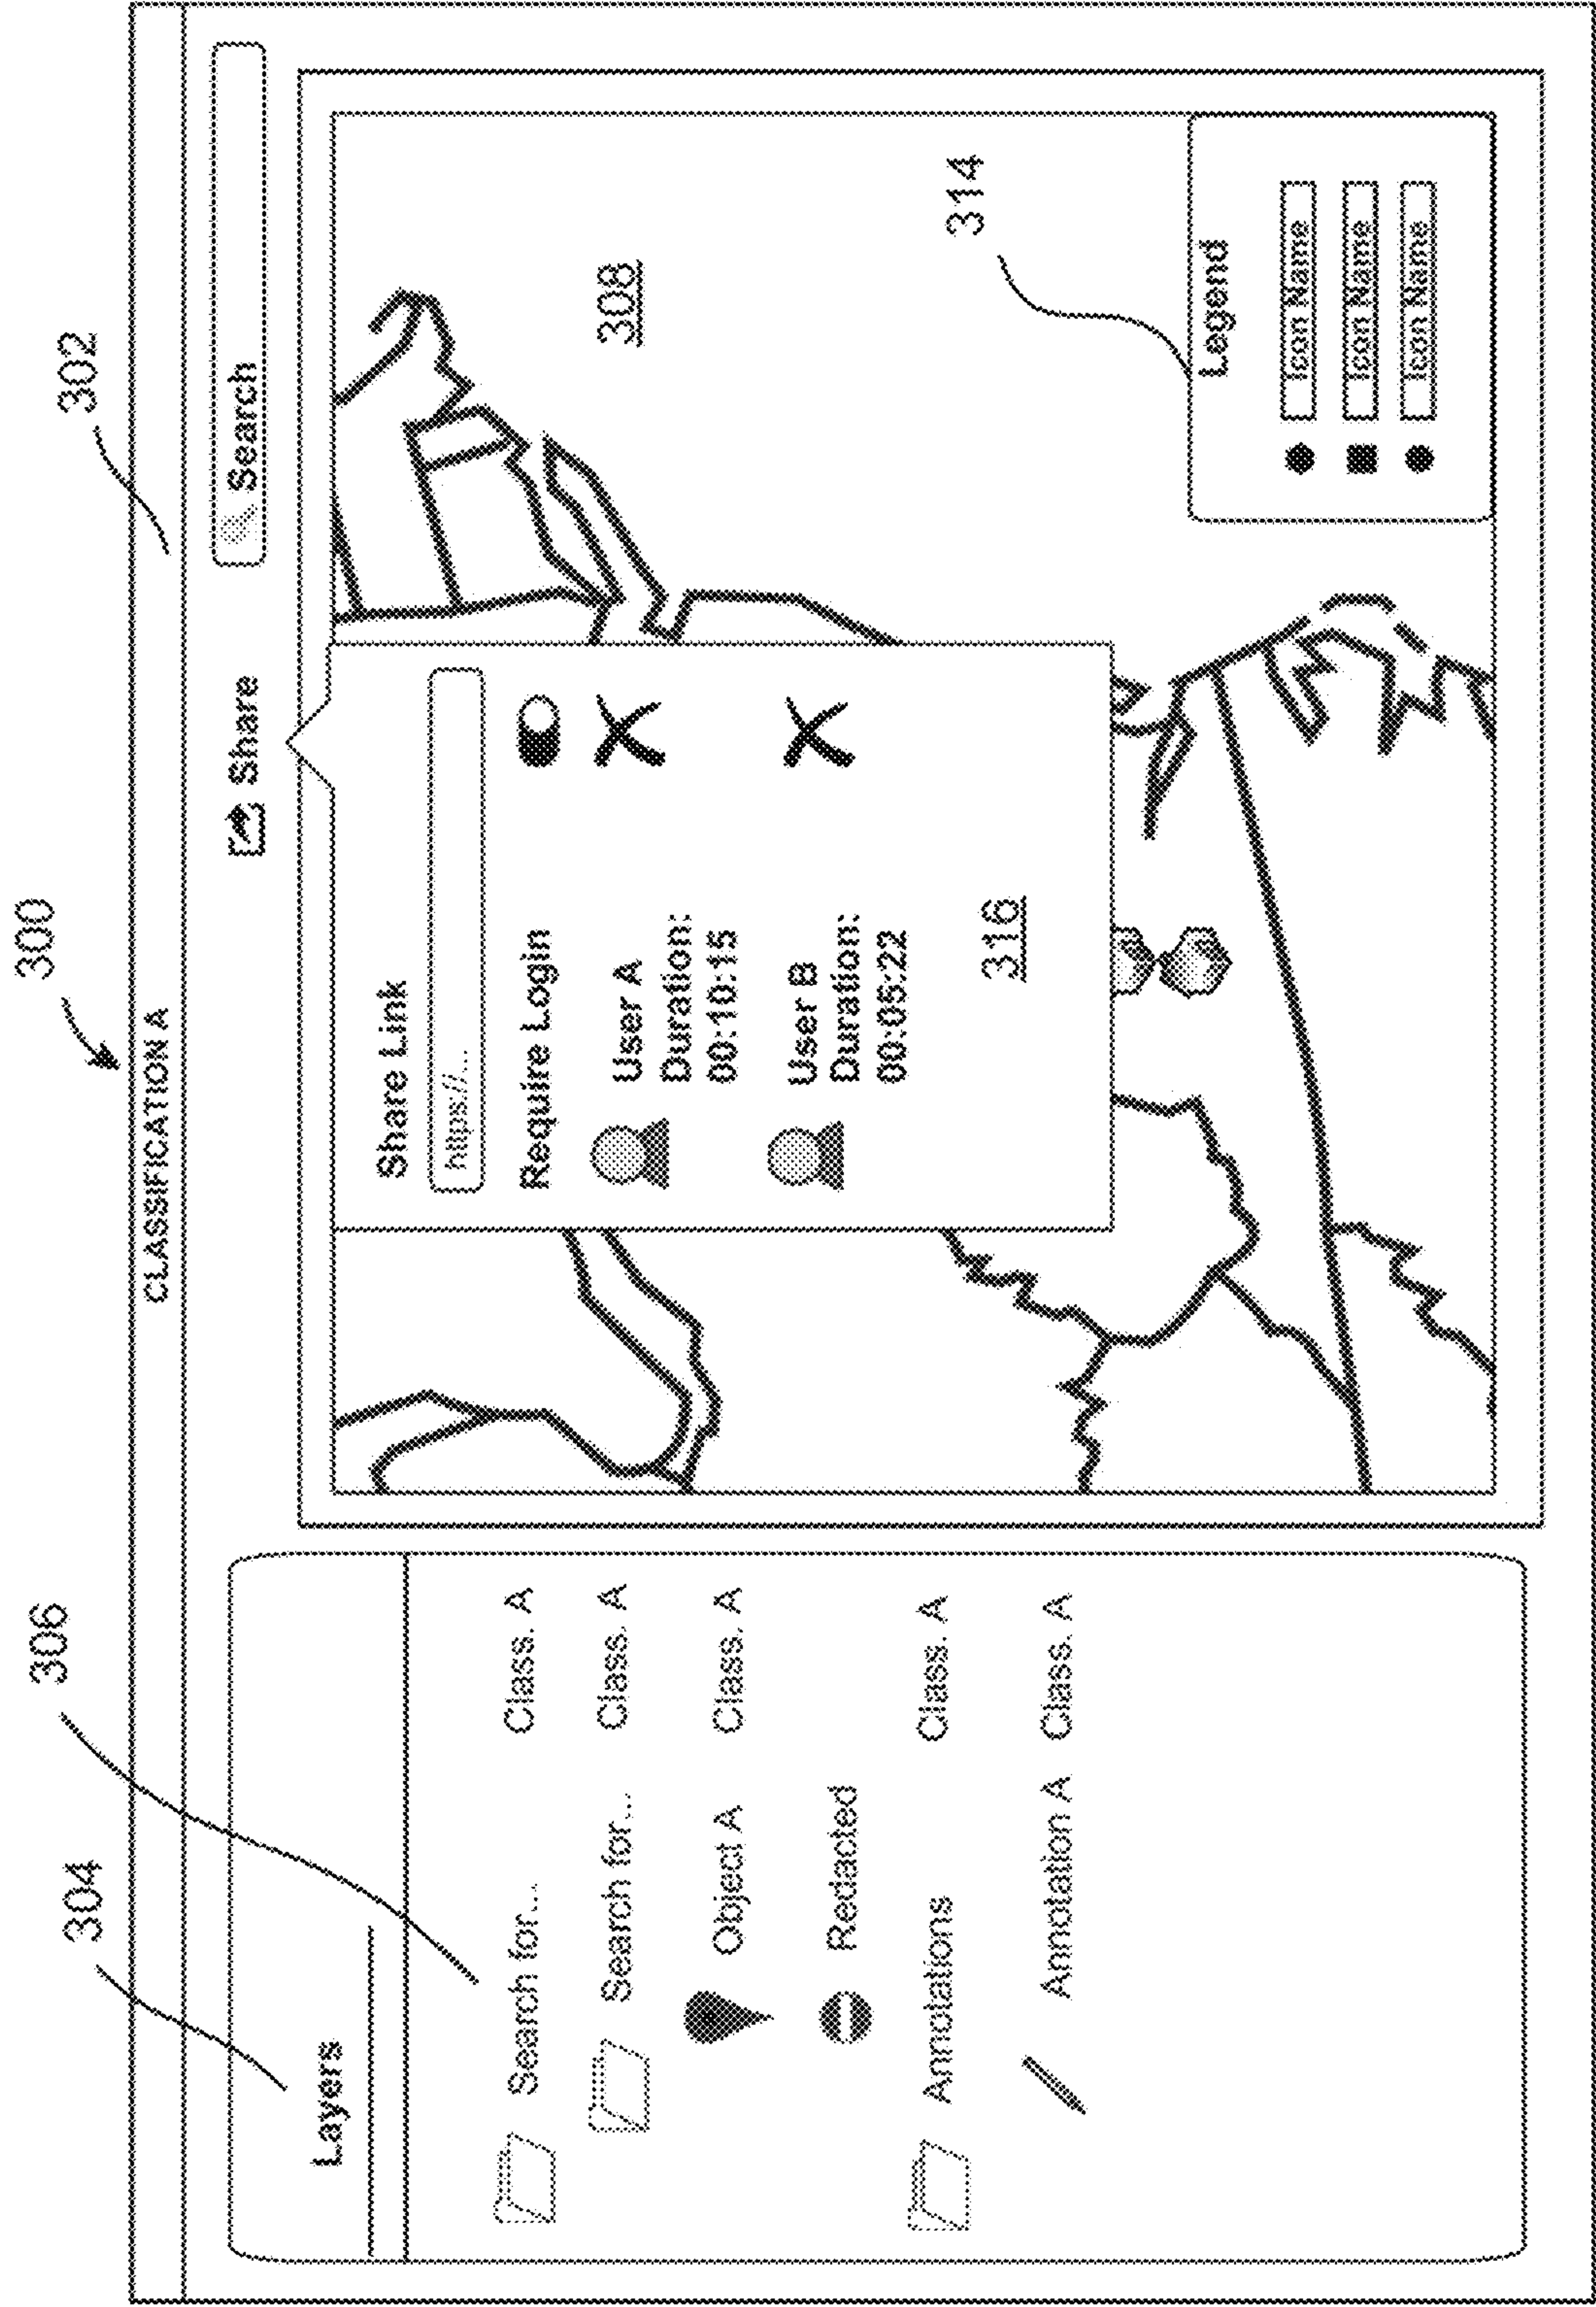 300
302
304
306
CLASSIFICATION A
Share
Search
Layers
Search for... Class. A
Search for... Class. A
Object A Class. A
Redacted
Annotations Class. A
Annotation A Class. A
Share Link
https://...
Require Login
User A
Duration:
00:10:15
User B
Duration:
00:05:22
316
308
314
Legend
Icon Name
Icon Name
Icon Name